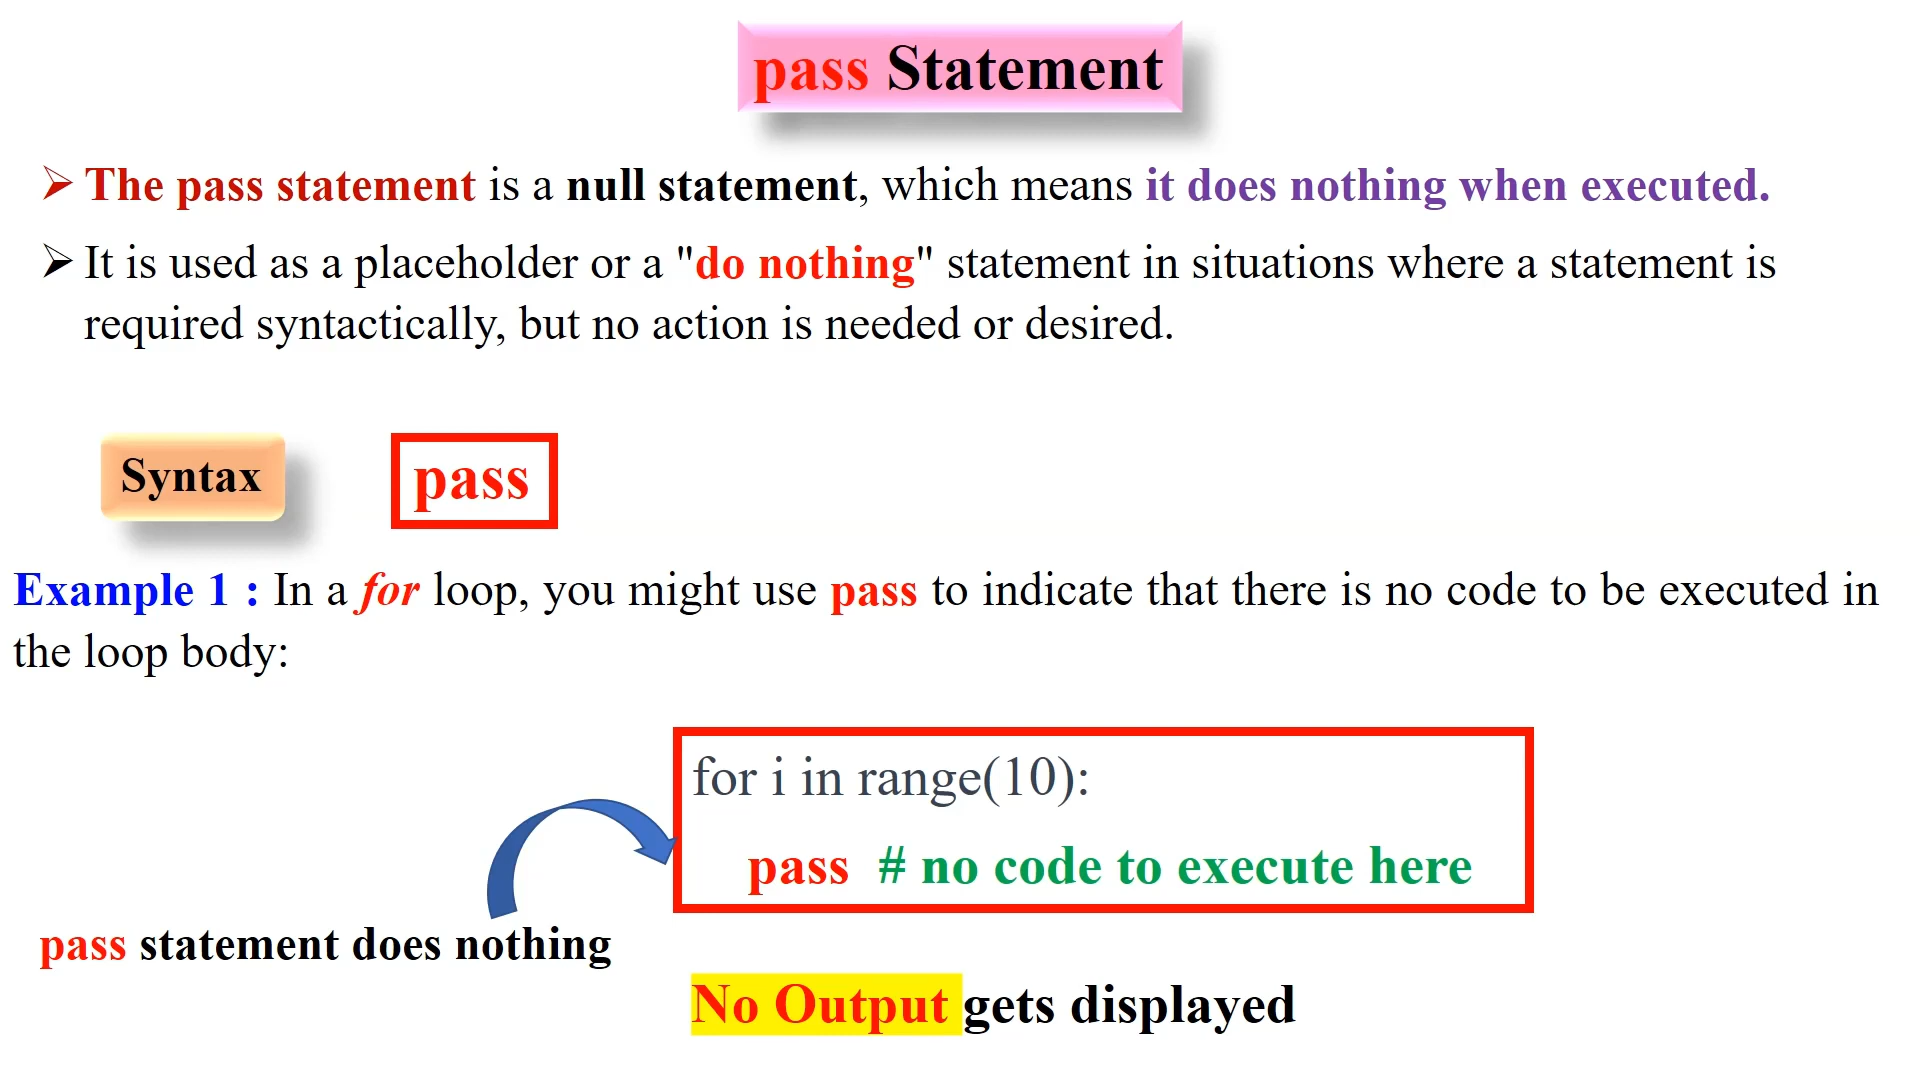 pass Statement
The pass statement is a null statement, which means it does nothing when executed.
It is used as a placeholder or a "do nothing" statement in situations where a statement is
required syntactically, but no action is needed or desired.
Syntax
pass
Example 1 : In a for loop, you might use pass to indicate that there is no code to be executed in
the loop body:
for i in range(10):
pass # no code to execute here
pass statement does nothing
No Output gets displayed